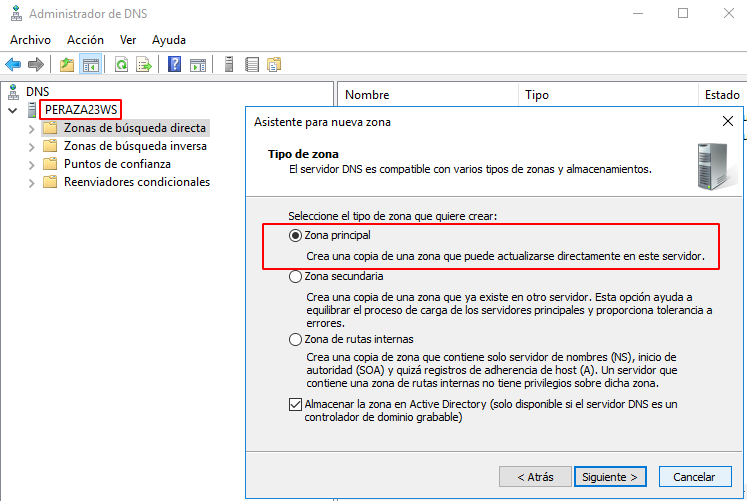 Administrador de DNS
Archivo Acción Ver Ayuda
DNS
PERAZA23WS
Zonas de búsqueda directa
Zonas de búsqueda inversa
Puntos de confianza
Reenviadores condicionales
Nombre Tipo Estado
Asistente para nueva zona
Tipo de zona
El servidor DNS es compatible con varios tipos de zonas y almacenamientos.
Seleccione el tipo de zona que quiere crear:
Zona principal
Crea una copia de una zona que puede actualizarse directamente en este servidor.
Zona secundaria
Crea una copia de una zona que ya existe en otro servidor. Esta opción ayuda a
equilibrar el proceso de carga de los servidores principales y proporciona tolerancia a
errores.
Zona de rutas internas
Crea una copia de zona que contiene solo servidor de nombres (NS), inicio de
autoridad (SOA) y quizá registros de adherencia de host (A). Un servidor que
contiene una zona de rutas internas no tiene privilegios sobre dicha zona.
Almacenar la zona en Active Directory (solo disponible si el servidor DNS es un
controlador de dominio grabable)
< Atrás Siguiente > Cancelar